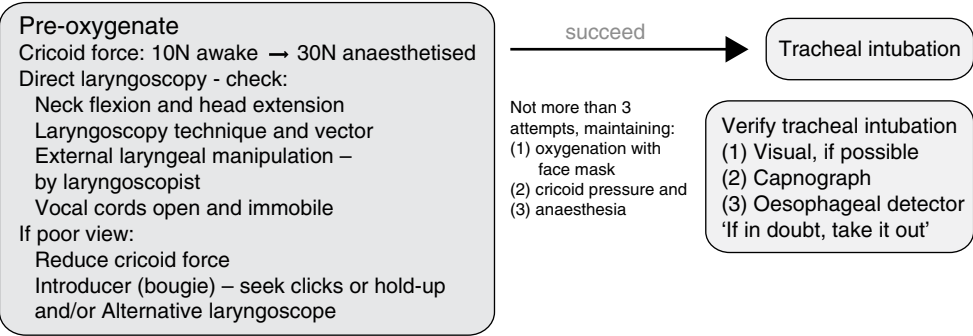 Pre-oxygenate
Cricoid force: 10N awake → 30N anaesthetised
Direct laryngoscopy - check:
Neck flexion and head extension
Laryngoscopy technique and vector
External laryngeal manipulation –
by laryngoscopist
Vocal cords open and immobile
If poor view:
Reduce cricoid force
Introducer (bougie) – seek clicks or hold-up
and/or Alternative laryngoscope
succeed
Not more than 3
attempts, maintaining:
(1) oxygenation with
face mask
(2) cricoid pressure and
(3) anaesthesia
Tracheal intubation
Verify tracheal intubation
(1) Visual, if possible
(2) Capnograph
(3) Oesophageal detector
‘If in doubt, take it out’